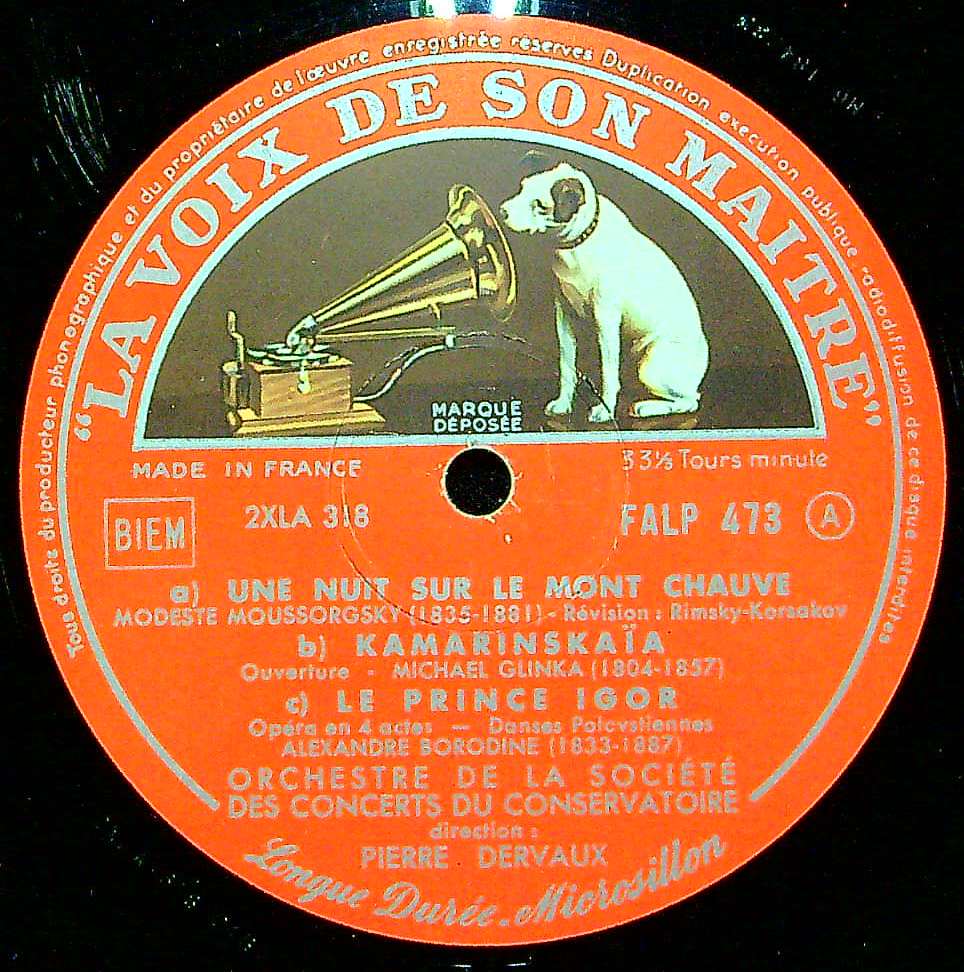 Tous droits du producteur phonographique et du propriétaire de l'œuvre enregistrée réservés Duplication exécution publique radiodiffusion de ce disque interdites
“LA VOIX DE SON MAITRE”
MARQUE
DÉPOSÉE
MADE IN FRANCE
33⅓ Tours minute
BIEM
2XLA 318
FALP 473
A
a) UNE NUIT SUR LE MONT CHAUVE
MODESTE MOUSSORGSKY (1835-1881) - Révision : Rimsky-Korsakov
b) KAMARINSKAÏA
Ouverture - MICHAEL GLINKA (1804-1857)
c) LE PRINCE IGOR
Opéra en 4 actes — Danses Polovstiennes
ALEXANDRE BORODINE (1833-1887)
ORCHESTRE DE LA SOCIÉTÉ
DES CONCERTS DU CONSERVATOIRE
direction :
PIERRE DERVAUX
Longue Durée - Microsillon